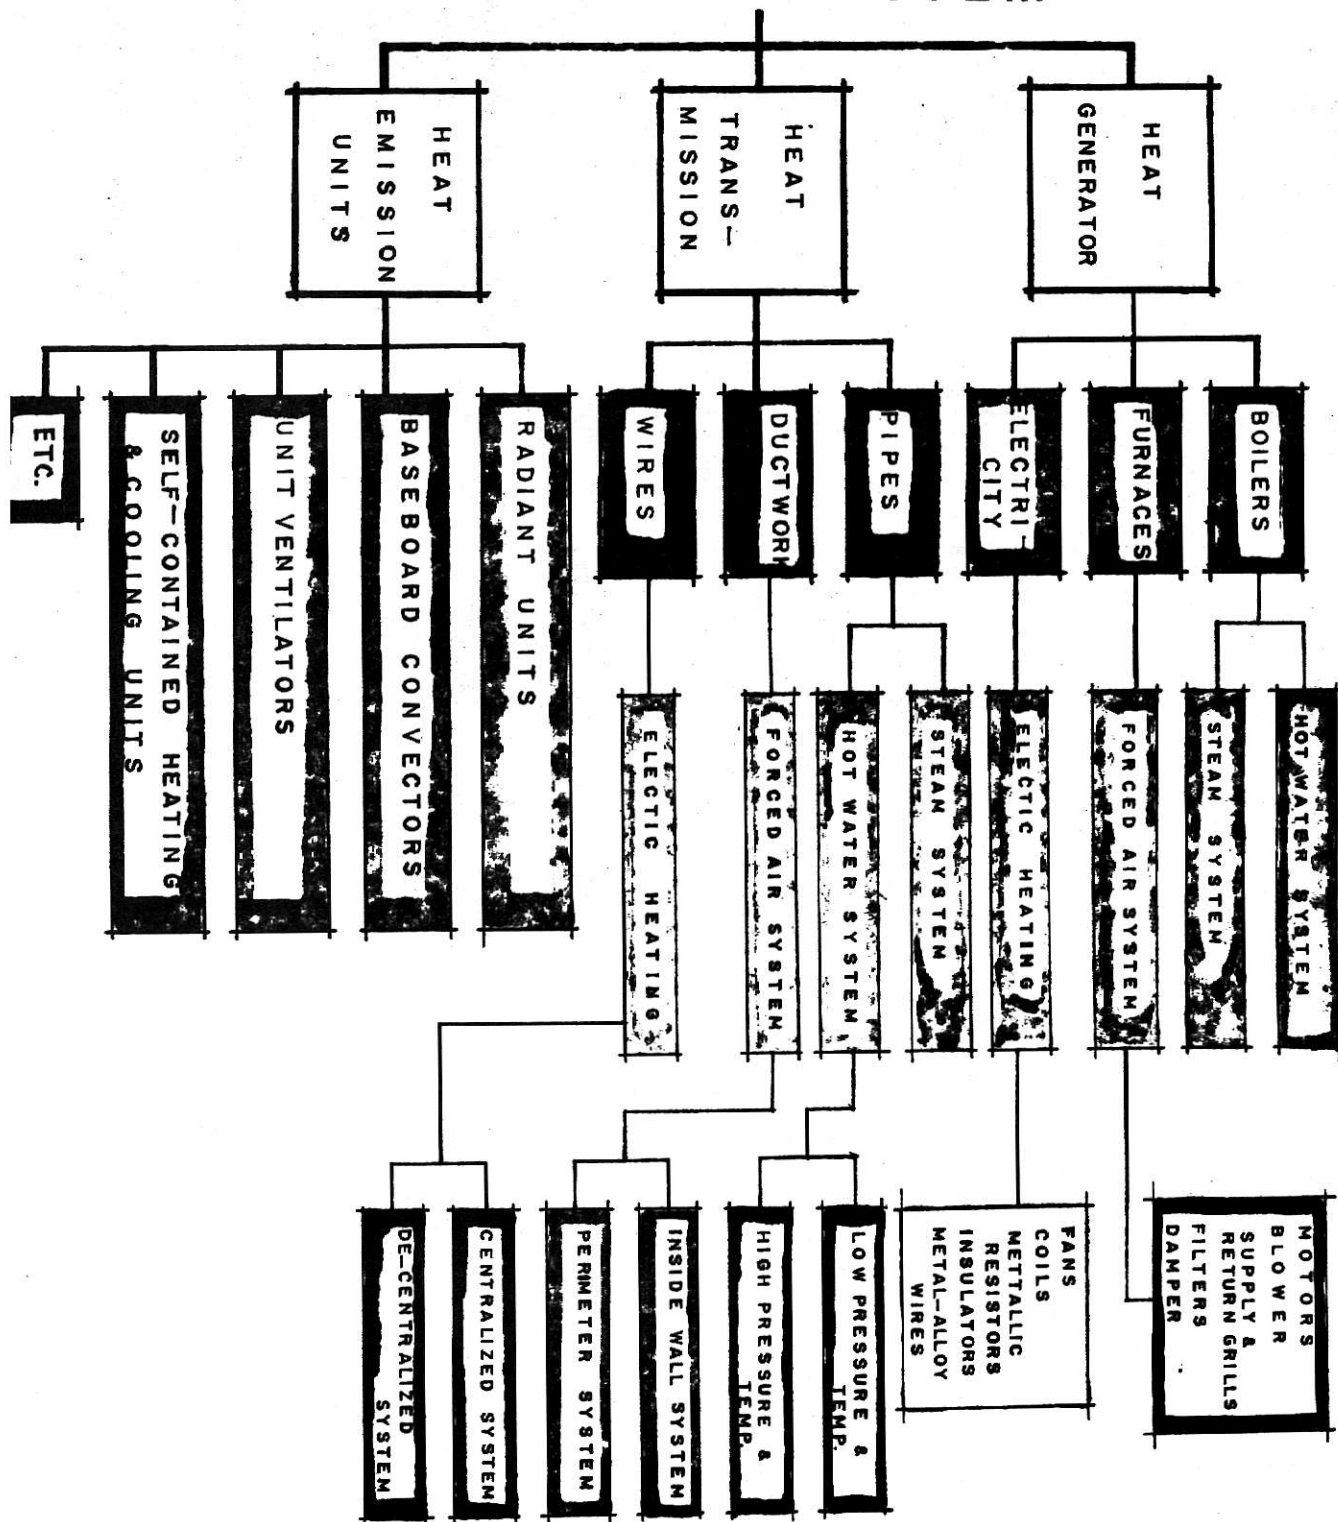 HEAT
GENERATOR
HEAT
TRANS-
MISSION
HEAT
EMISSION
UNITS
BOILERS
FURNACES
ELECTRI-
CITY
PIPES
DUCTWORK
WIRES
RADIANT UNITS
BASEBOARD CONVECTORS
UNIT VENTILATORS
SELF-CONTAINED HEATING
& COOLING UNITS
ETC.
HOT WATER SYSTEM
STEAM SYSTEM
FORCED AIR SYSTEM
ELECTIC HEATING
STEAM SYSTEM
HOT WATER SYSTEM
FORCED AIR SYSTEM
ELECTIC HEATING
MOTORS
BLOWER
SUPPLY &
RETURN GRILLS
FILTERS
DAMPER
FANS
COILS
METTALLIC
RESISTORS
INSULATORS
METAL-ALLOY
WIRES
LOW PRESSURE &
TEMP.
HIGH PRESSURE &
TEMP.
INSIDE WALL SYSTEM
PERIMETER SYSTEM
CENTRALIZED SYSTEM
DE-CENTRALIZED
SYSTEM